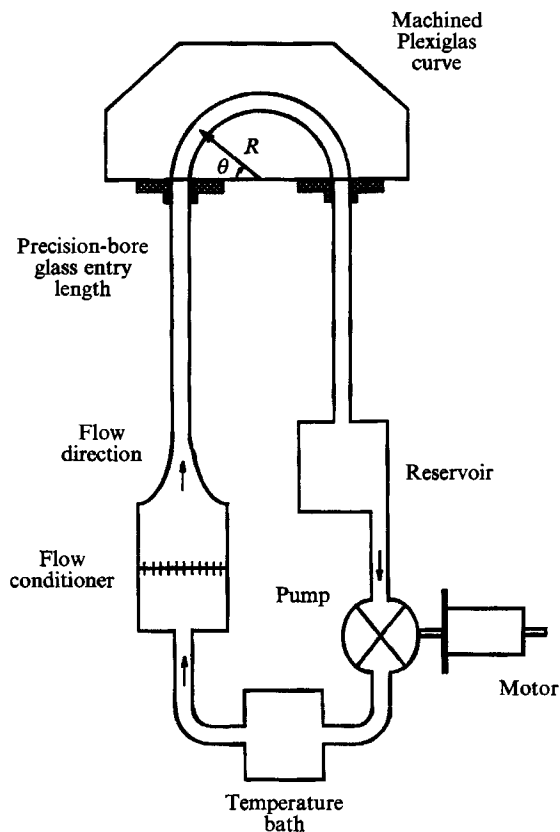 Machined
Plexiglas
curve
R
θ
Precision-bore
glass entry
length
Flow
direction
Reservoir
Flow
conditioner
Pump
Motor
Temperature
bath